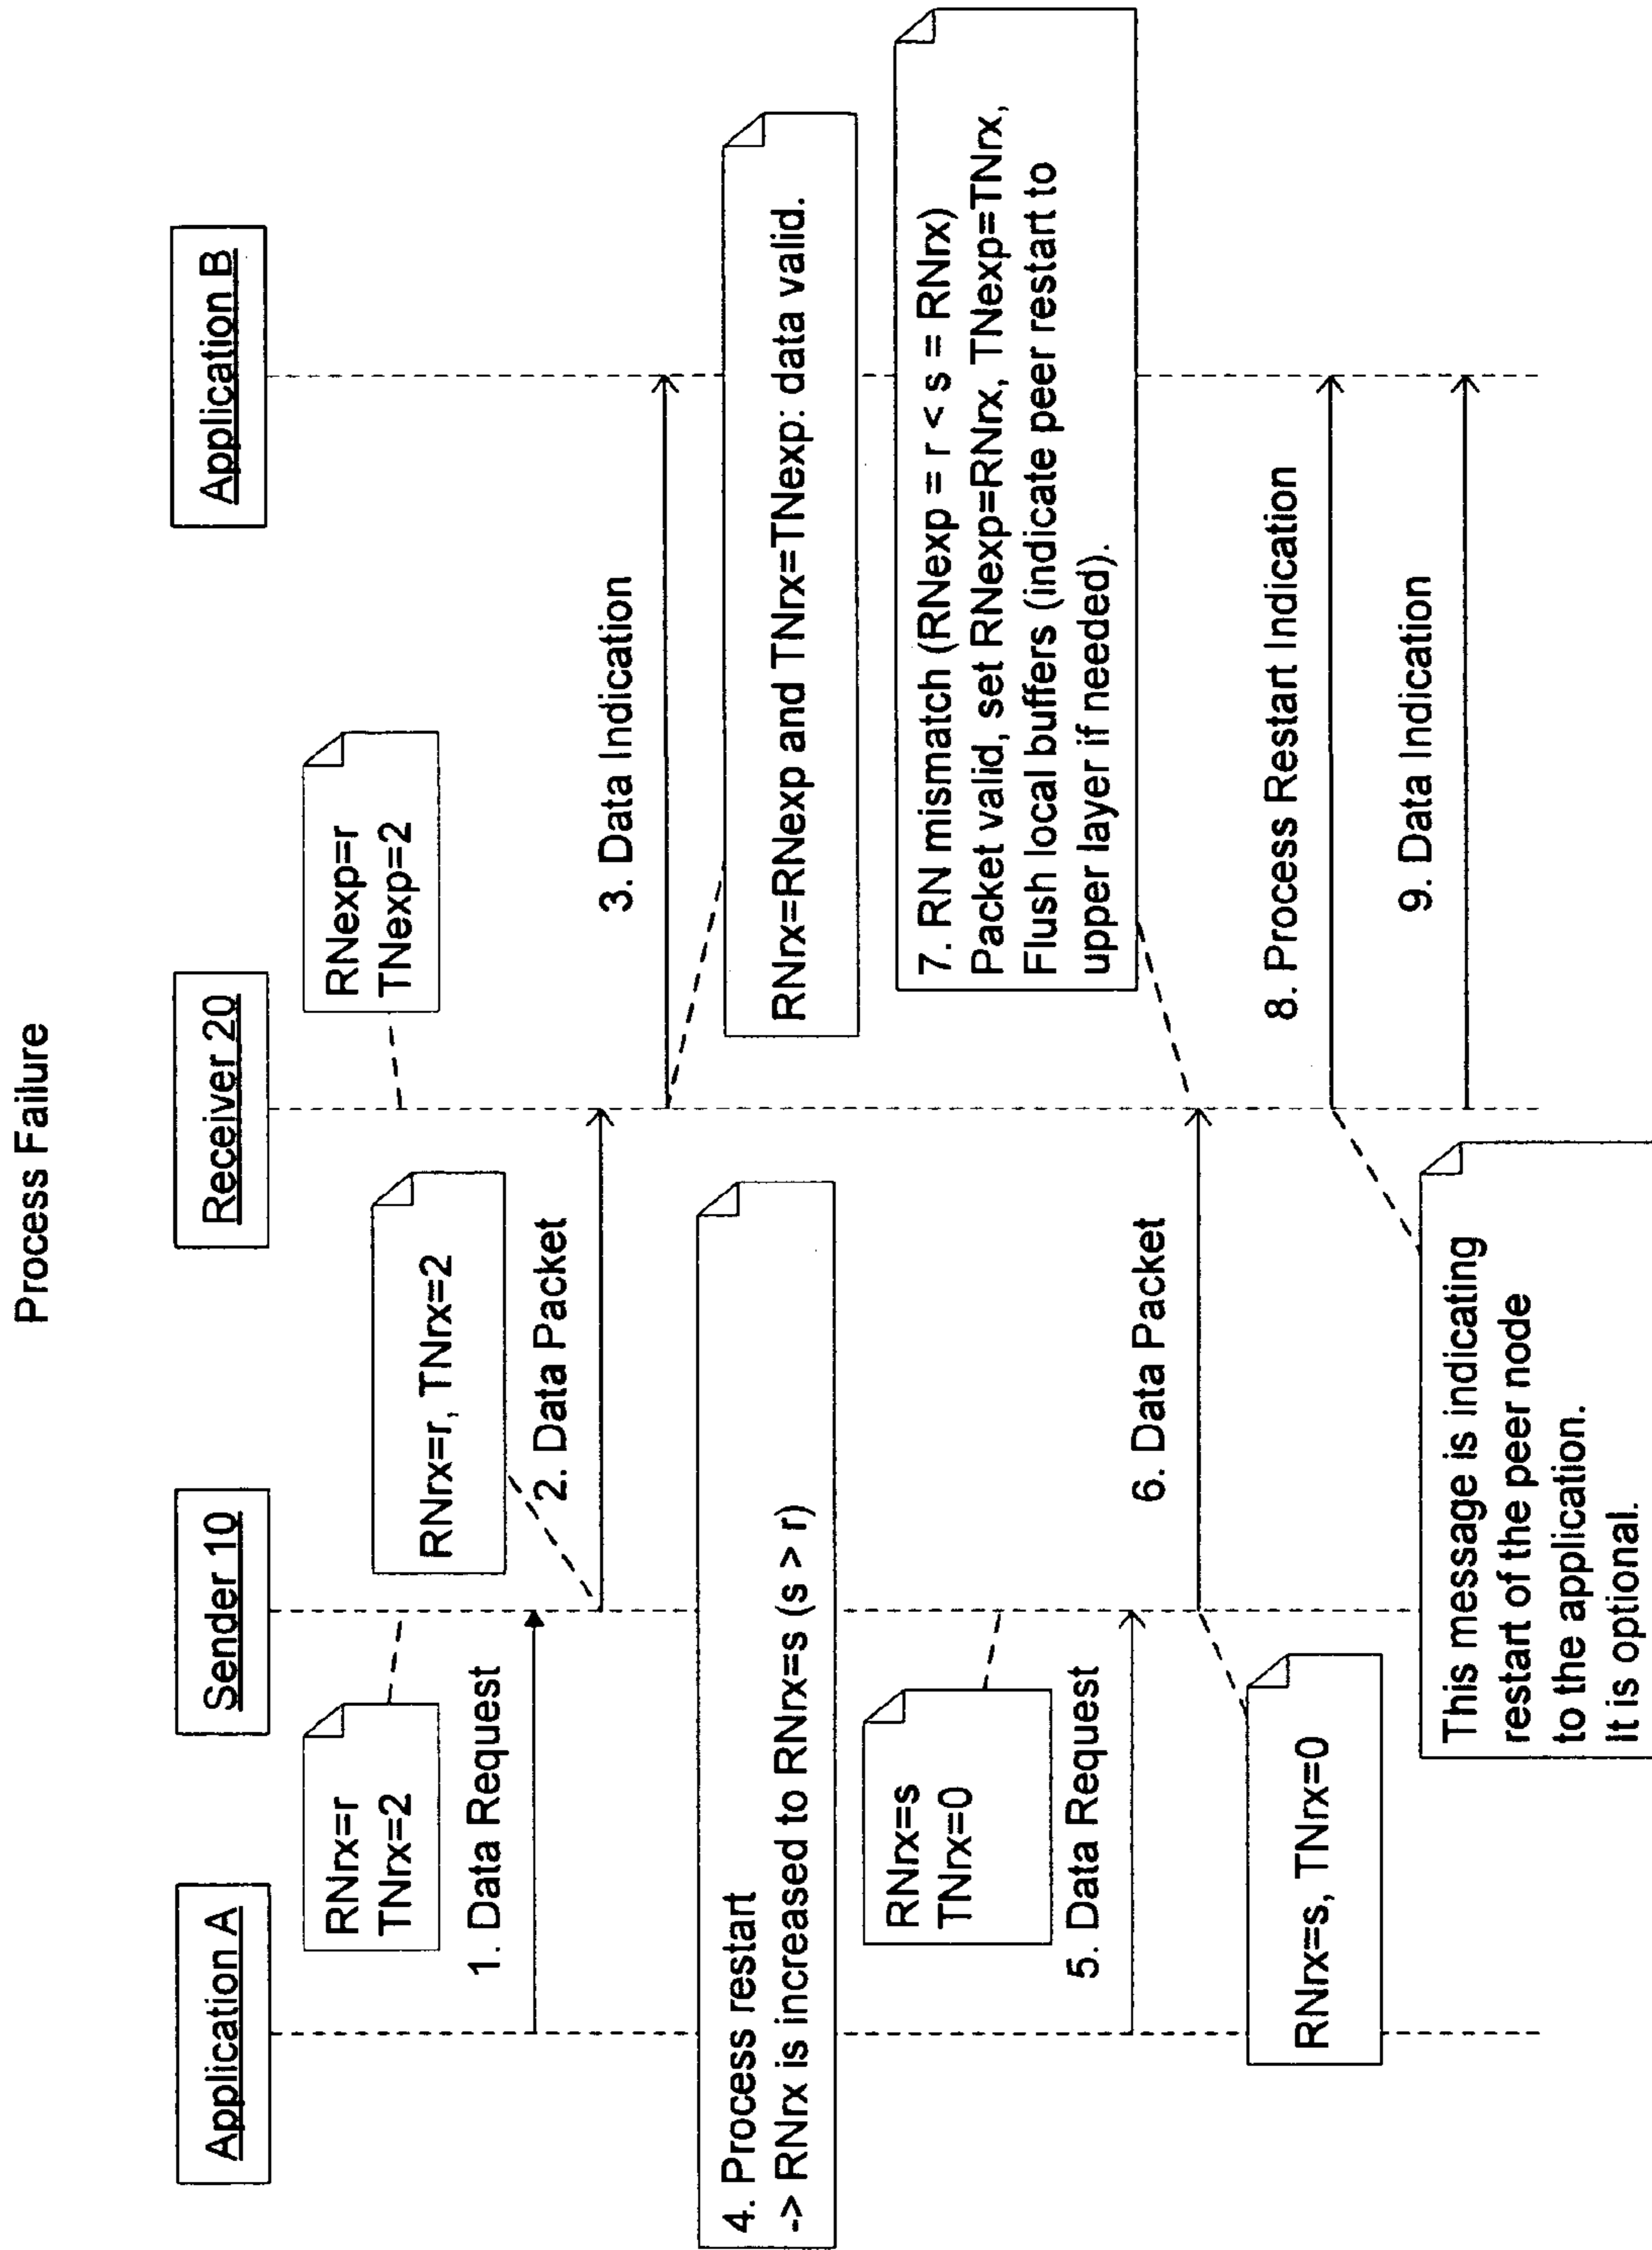 Process Failure
Application A
Sender 10
Receiver 20
Application B
RNrx=r
TNrx=2
RNexp=r
TNexp=2
RNrx=r, TNrx=2
1. Data Request
2. Data Packet
3. Data Indication
RNrx=RNexp and TNrx=TNexp: data valid.
4. Process restart
-> RNrx is increased to RNrx=s (s > r)
RNrx=s
TNrx=0
7. RN mismatch (RNexp = r < s = RNrx)
Packet valid, set RNexp=RNrx, TNexp=TNrx,
Flush local buffers (indicate peer restart to
upper layer if needed).
5. Data Request
6. Data Packet
RNrx=s, TNrx=0
8. Process Restart Indication
This message is indicating
restart of the peer node
to the application.
It is optional.
9. Data Indication